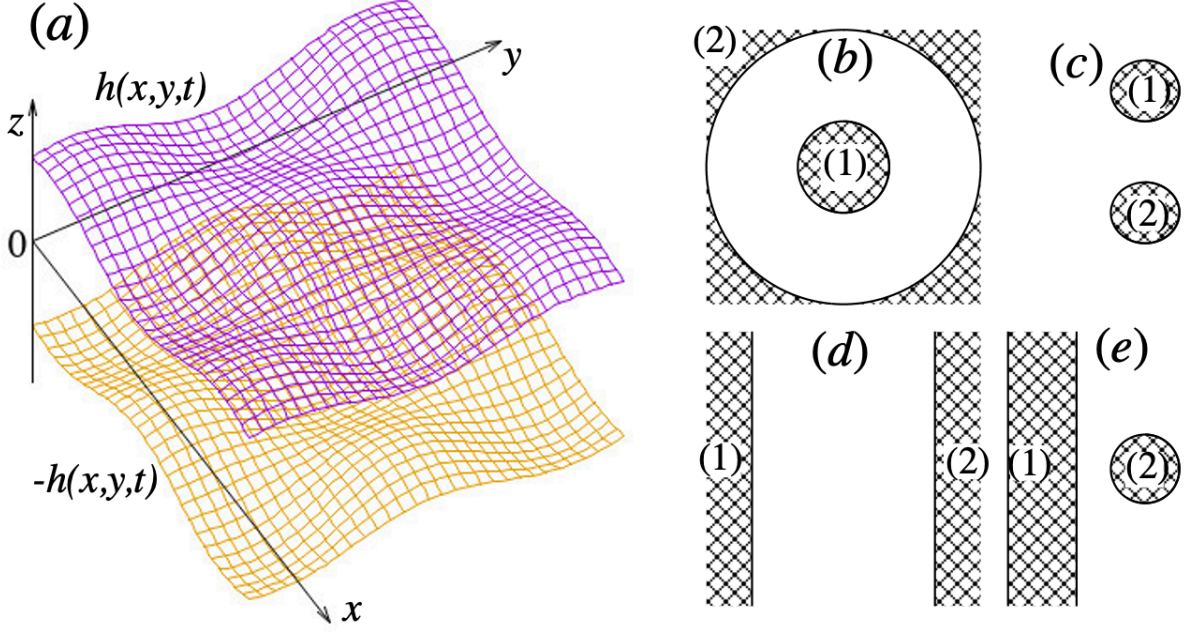 (a)
h(x,y,t)
y
z
0
-h(x,y,t)
x
(2)
(b)
(1)
(c)
(1)
(2)
(d)
(1)
(2)
(1)
(e)
(2)